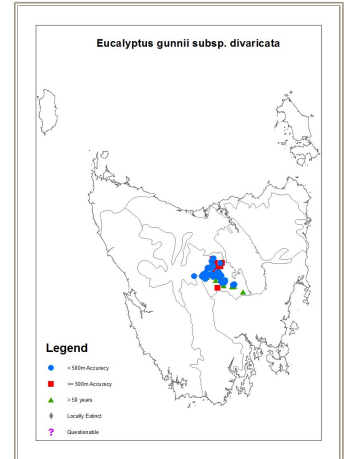 Eucalyptus gunnii subsp. divaricata
Legend
< 500m Accuracy
>= 500m Accuracy
> 50 years
Locally Extinct
? Questionable